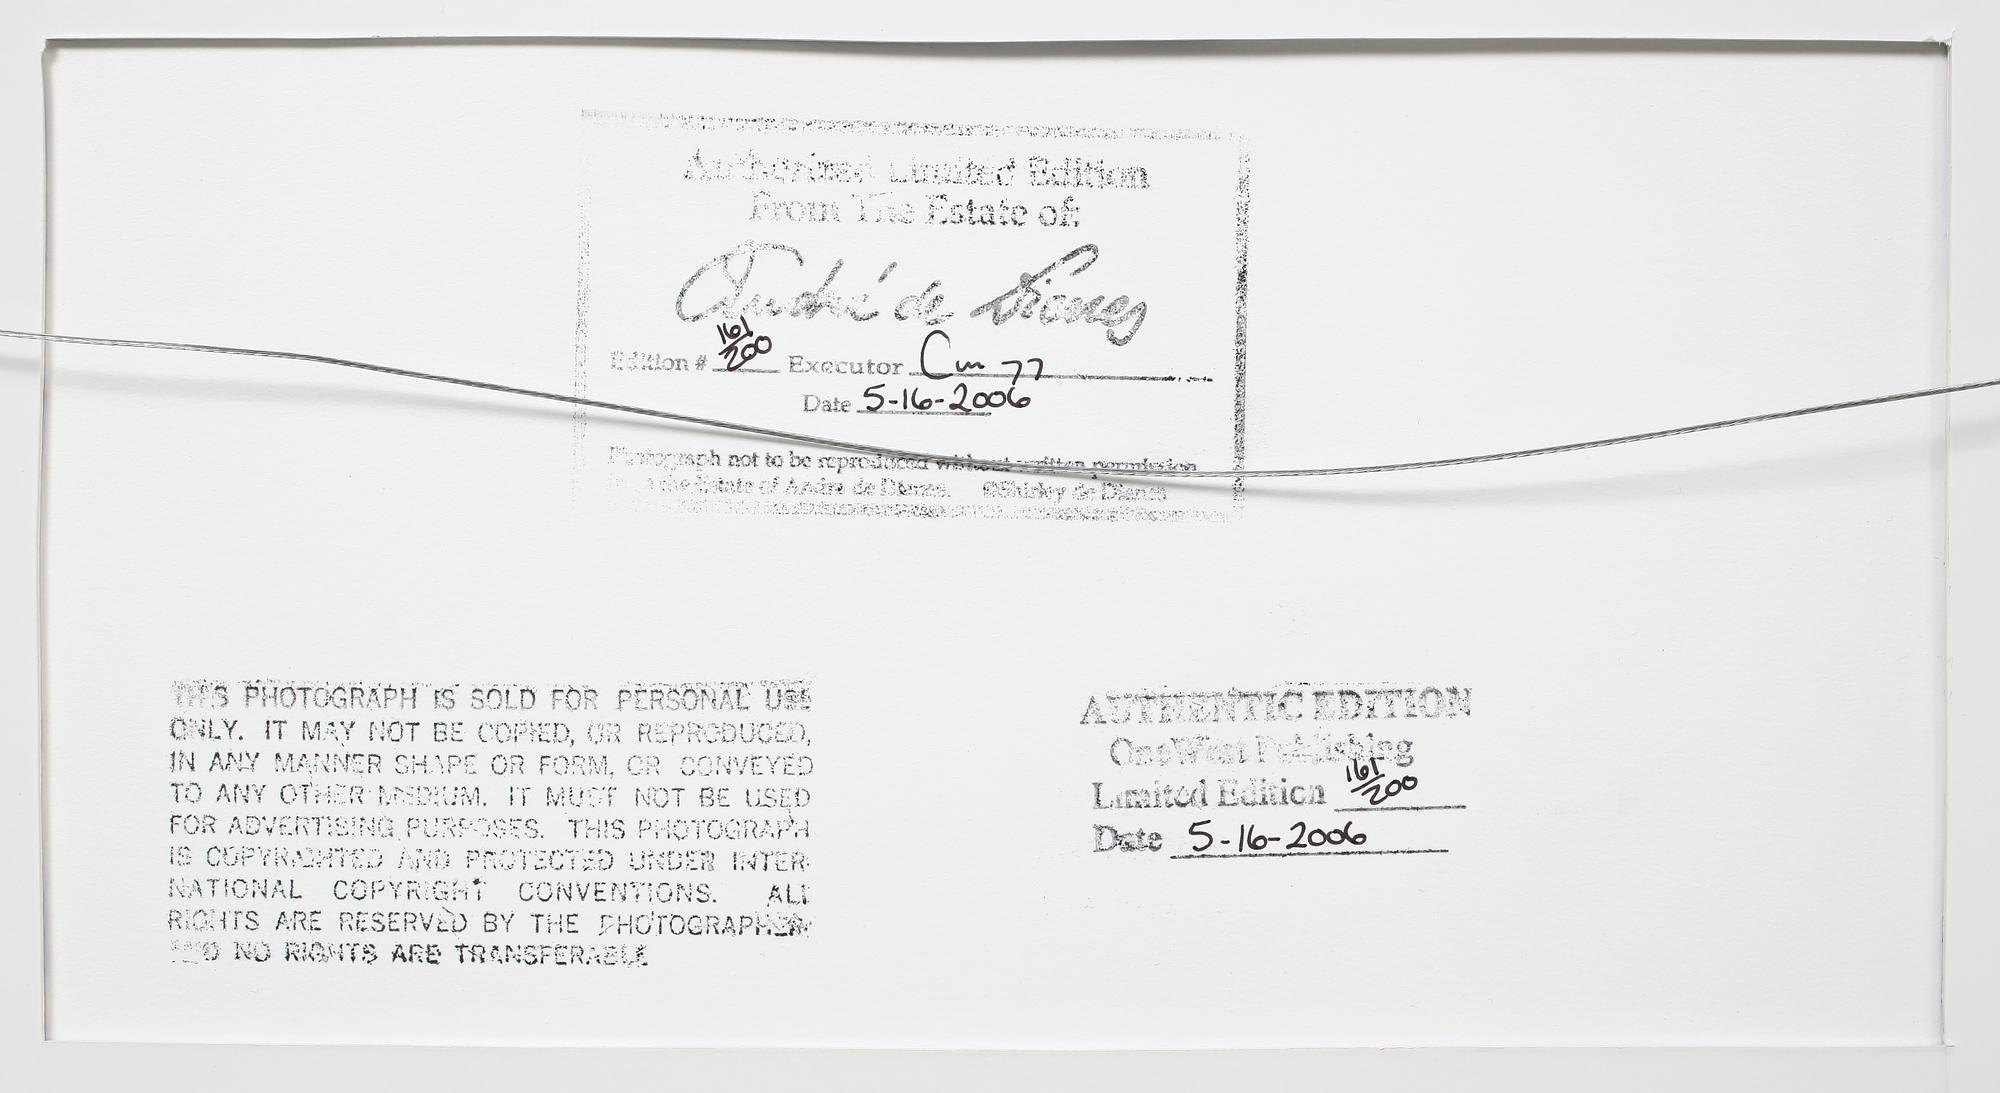 Authorized Limited Edition
From The Estate of:
André de Dienes
Edition # 161/200 Executor
Date 5-16-2006
Photograph not to be reproduced without written permission
from the Estate of André de Dienes. ©Shirley de Dienes
THIS PHOTOGRAPH IS SOLD FOR PERSONAL USE
ONLY. IT MAY NOT BE COPIED, OR REPRODUCED,
IN ANY MANNER SHAPE OR FORM, OR CONVEYED
TO ANY OTHER MEDIUM. IT MUST NOT BE USED
FOR ADVERTISING PURPOSES. THIS PHOTOGRAPH
IS COPYRIGHTED AND PROTECTED UNDER INTER-
NATIONAL COPYRIGHT CONVENTIONS. ALL
RIGHTS ARE RESERVED BY THE PHOTOGRAPHER
AND NO RIGHTS ARE TRANSFERABLE
AUTHENTIC EDITION
OneWest Publishing
Limited Edition 161/200
Date 5-16-2006